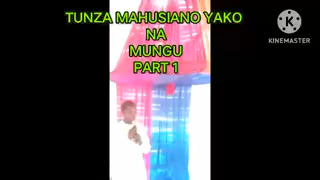 TUNZA MAHUSIANO YAKO
NA
MUNGU
PART 1
KINEMASTER